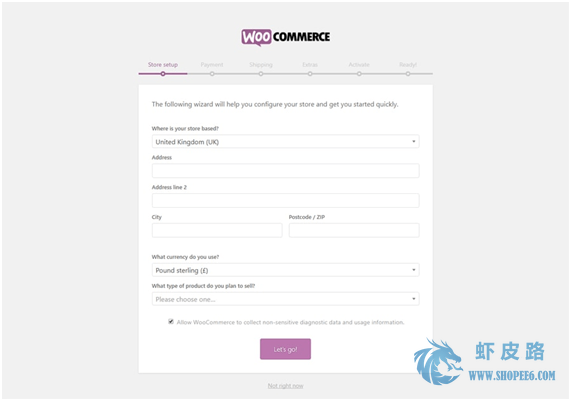 WOO COMMERCE
Store setup Payment Shipping Extras Activate Ready!
The following wizard will help you configure your store and get you started quickly.
Where is your store based?
United Kingdom (UK)
Address
Address line 2
City Postcode / ZIP
What currency do you use?
Pound sterling (£)
What type of product do you plan to sell?
Please choose one...
Allow WooCommerce to collect non-sensitive diagnostic data and usage information.
Let's go!
虾皮路
WWW.SHOPEE6.COM
Not right now